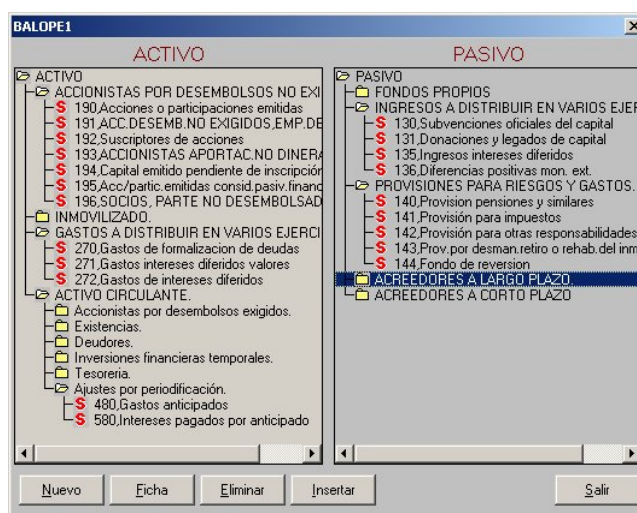 BALOPE1
ACTIVO
ACTIVO
ACCIONISTAS POR DESEMBOLSOS NO EXI
190,Acciones o participaciones emitidas
191,ACC.DESEMB.NO EXIGIDOS,EMP.DE
192,Suscriptores de acciones
193,ACCIONISTAS APORTAC.NO DINERA
194,Capital emitido pendiente de inscripción
195,Acc/partic.emitidas consid.pasiv.financ
196,SOCIOS, PARTE NO DESEMBOLSAD
INMOVILIZADO.
GASTOS A DISTRIBUIR EN VARIOS EJERCI
270,Gastos de formalizacion de deudas
271,Gastos intereses diferidos valores
272,Gastos de intereses diferidos
ACTIVO CIRCULANTE.
Accionistas por desembolsos exigidos.
Existencias.
Deudores.
Inversiones financieras temporales.
Tesoreria.
Ajustes por periodificación.
480,Gastos anticipados
580,Intereses pagados por anticipado
PASIVO
PASIVO
FONDOS PROPIOS
INGRESOS A DISTRIBUIR EN VARIOS EJER
130,Subvenciones oficiales del capital
131,Donaciones y legados de capital
135,Ingresos intereses diferidos
136,Diferencias positivas mon. ext.
PROVISIONES PARA RIESGOS Y GASTOS.
140,Provision pensiones y similares
141,Provisión para impuestos
142,Provisión para otras responsabilidades
143,Prov.por desman.retiro o rehab.del inm
144,Fondo de reversion
ACREEDORES A LARGO PLAZO.
ACREEDORES A CORTO PLAZO
Nuevo Ficha Eliminar Insertar Salir